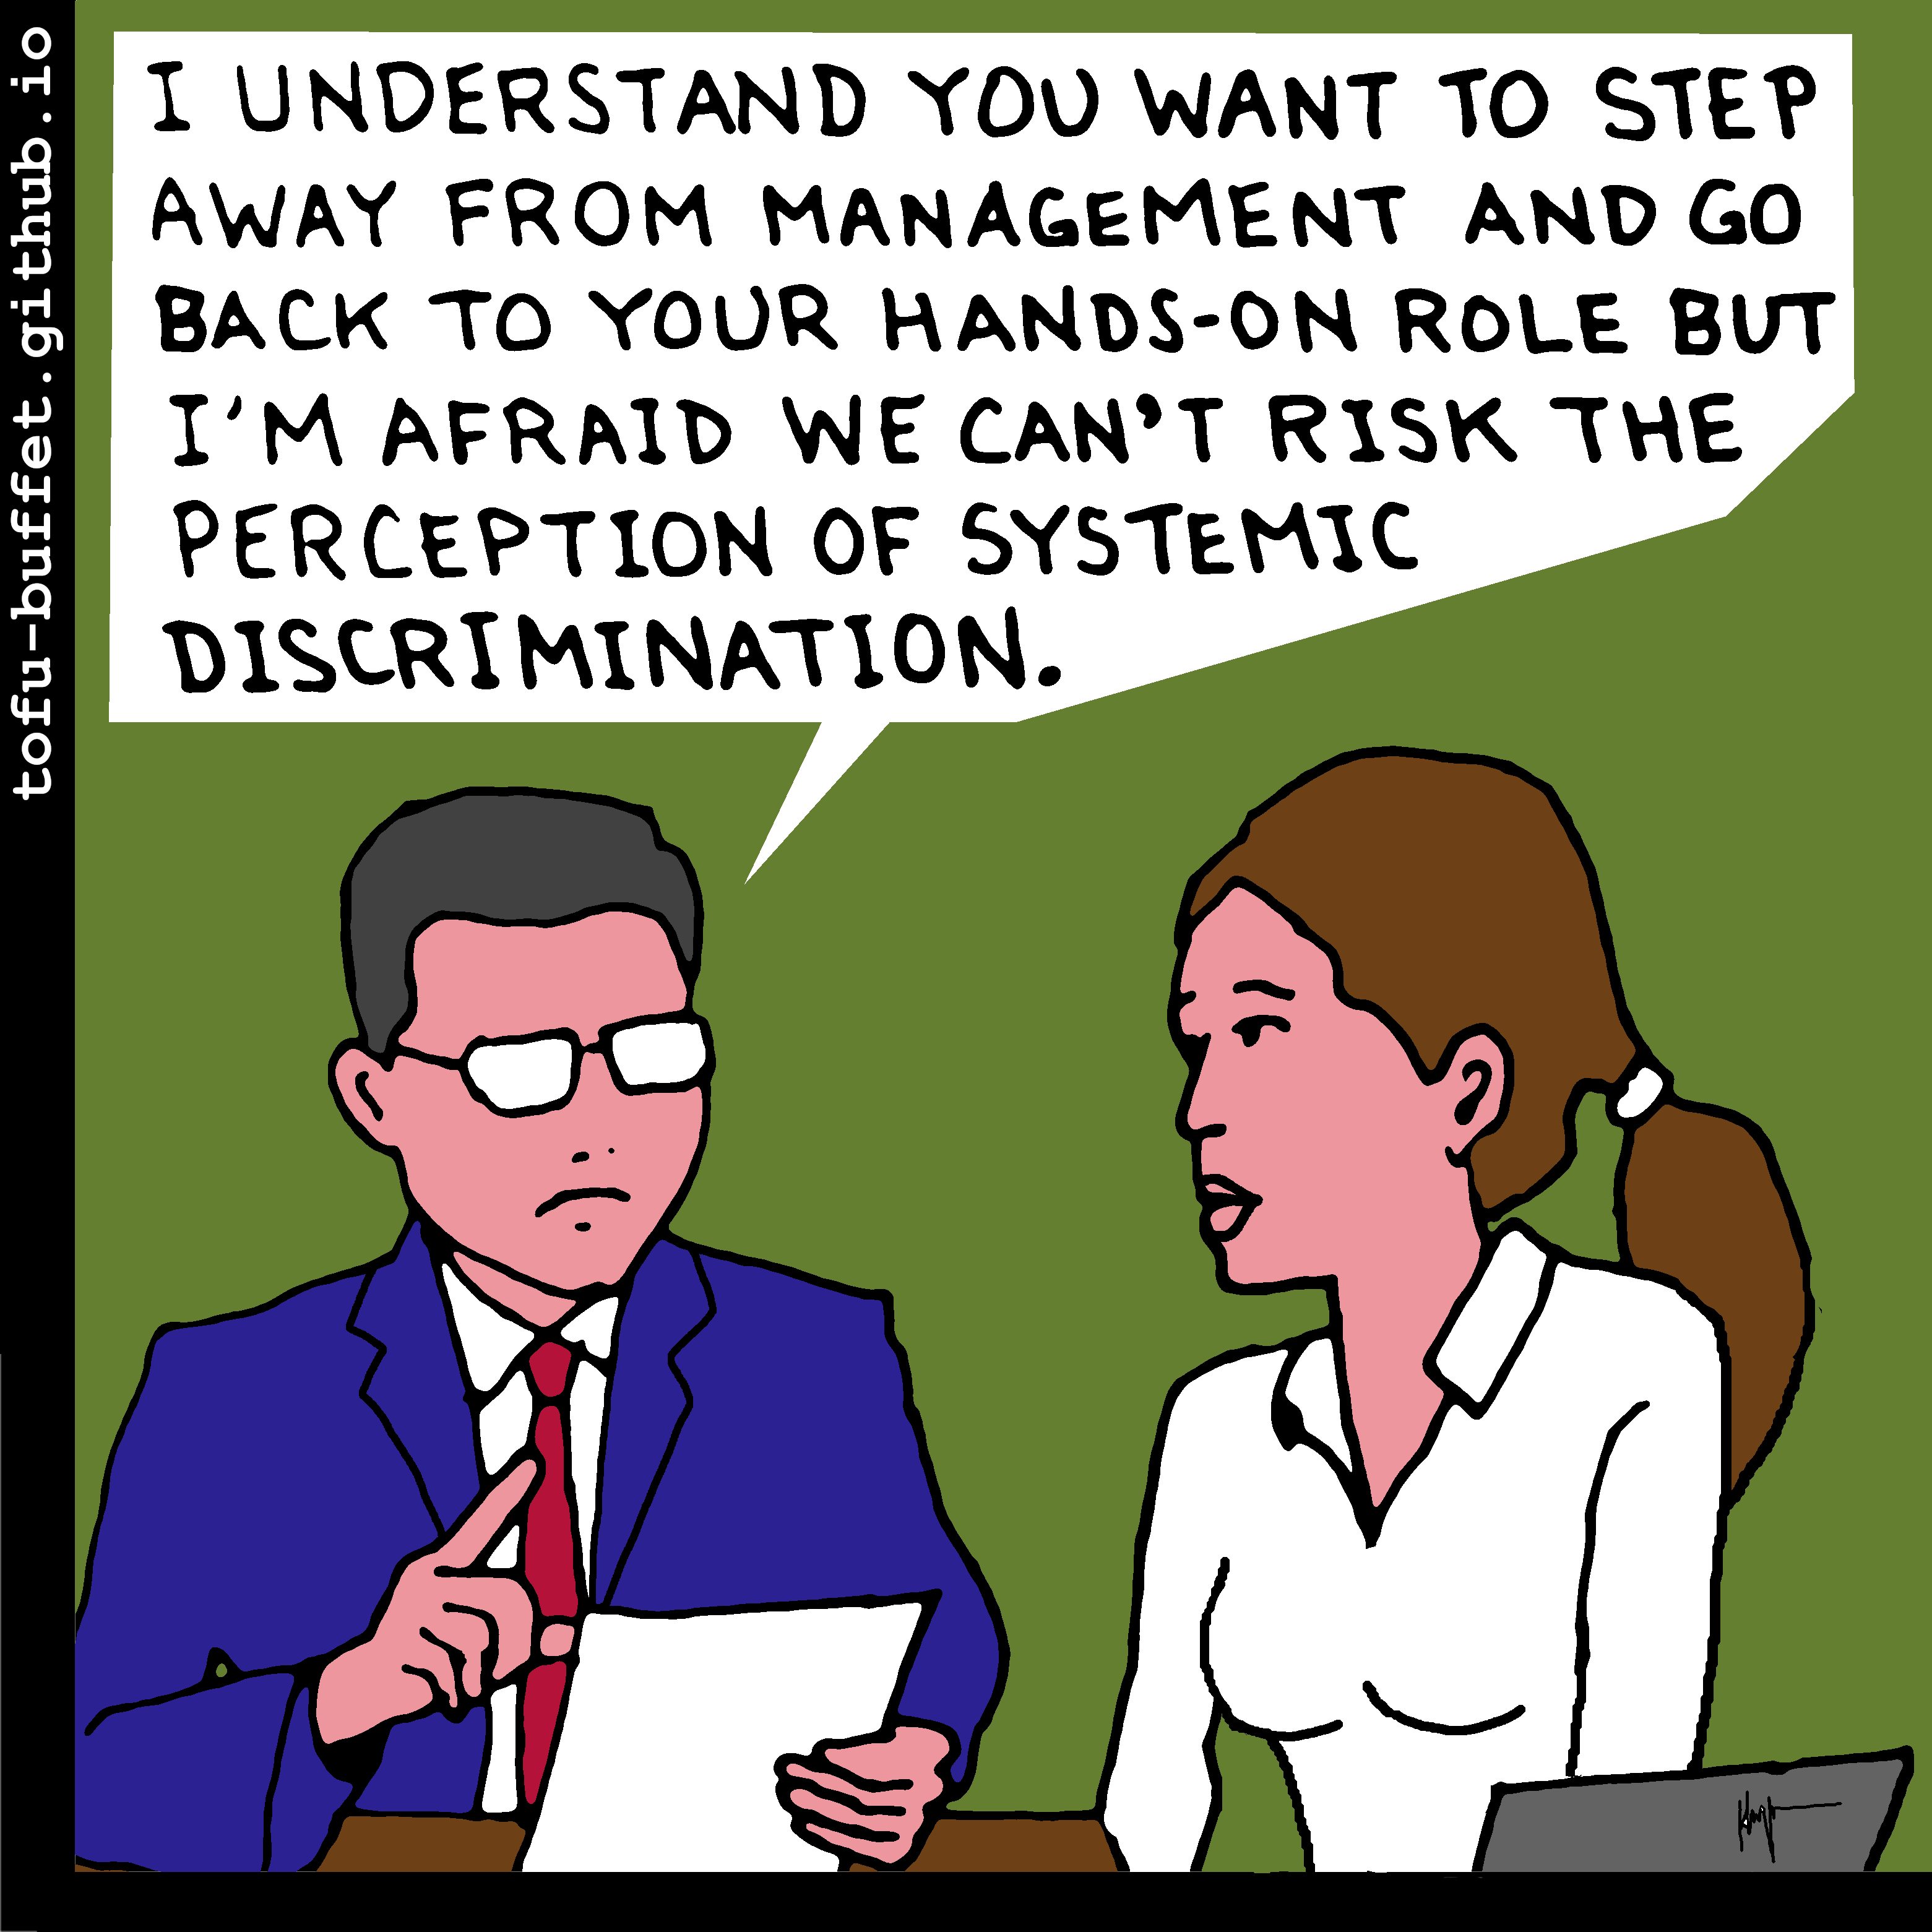 tofu-buffet.github.io
I UNDERSTAND YOU WANT TO STEP
AWAY FROM MANAGEMENT AND GO
BACK TO YOUR HANDS-ON ROLE BUT
I'M AFRAID WE CAN'T RISK THE
PERCEPTION OF SYSTEMIC
DISCRIMINATION.